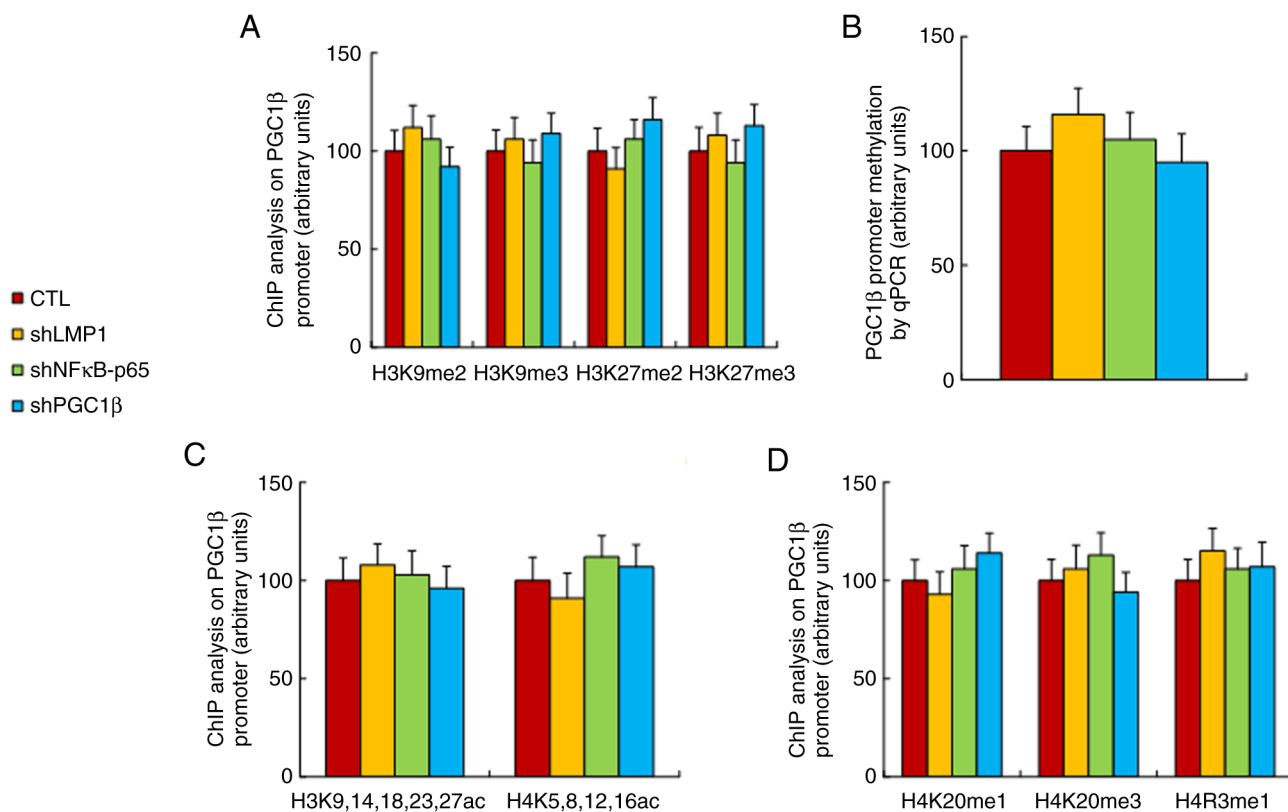 A
ChIP analysis on PGC1β
promoter (arbitrary units)
150
100
50
0
H3K9me2 H3K9me3 H3K27me2 H3K27me3
B
PGC1β promoter methylation
by qPCR (arbitrary units)
150
100
50
0
CTL
shLMP1
shNFκB-p65
shPGC1β
C
ChIP analysis on PGC1β
promoter (arbitrary units)
150
100
50
0
H3K9,14,18,23,27ac H4K5,8,12,16ac
D
ChIP analysis on PGC1β
promoter (arbitrary units)
150
100
50
0
H4K20me1 H4K20me3 H4R3me1